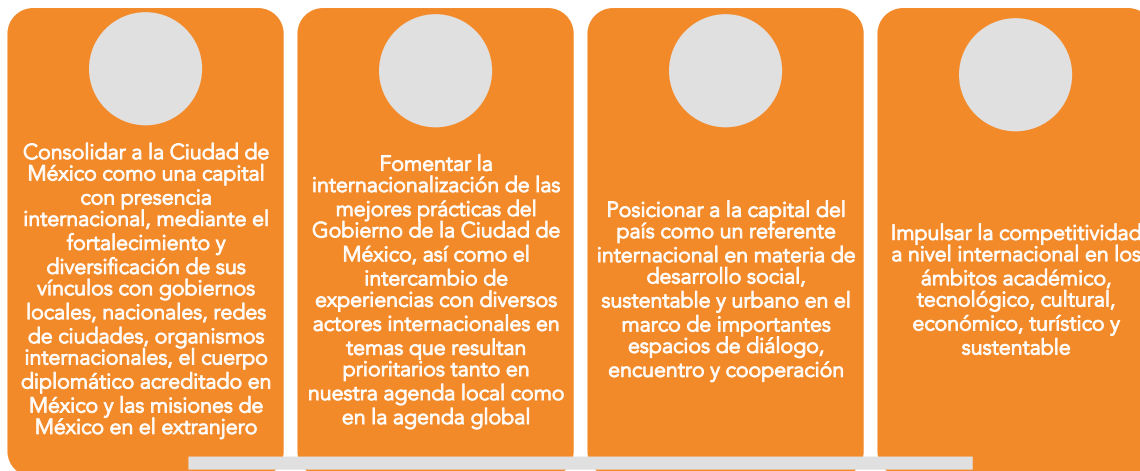 Consolidar a la Ciudad de
México como una capital
con presencia
internacional, mediante el
fortalecimiento y
diversificación de sus
vínculos con gobiernos
locales, nacionales, redes
de ciudades, organismos
internacionales, el cuerpo
diplomático acreditado en
México y las misiones de
México en el extranjero
Fomentar la
internacionalización de las
mejores prácticas del
Gobierno de la Ciudad de
México, así como el
intercambio de
experiencias con diversos
actores internacionales en
temas que resultan
prioritarios tanto en
nuestra agenda local como
en la agenda global
Posicionar a la capital del
país como un referente
internacional en materia de
desarrollo social,
sustentable y urbano en el
marco de importantes
espacios de diálogo,
encuentro y cooperación
Impulsar la competitividad
a nivel internacional en los
ámbitos académico,
tecnológico, cultural,
económico, turístico y
sustentable